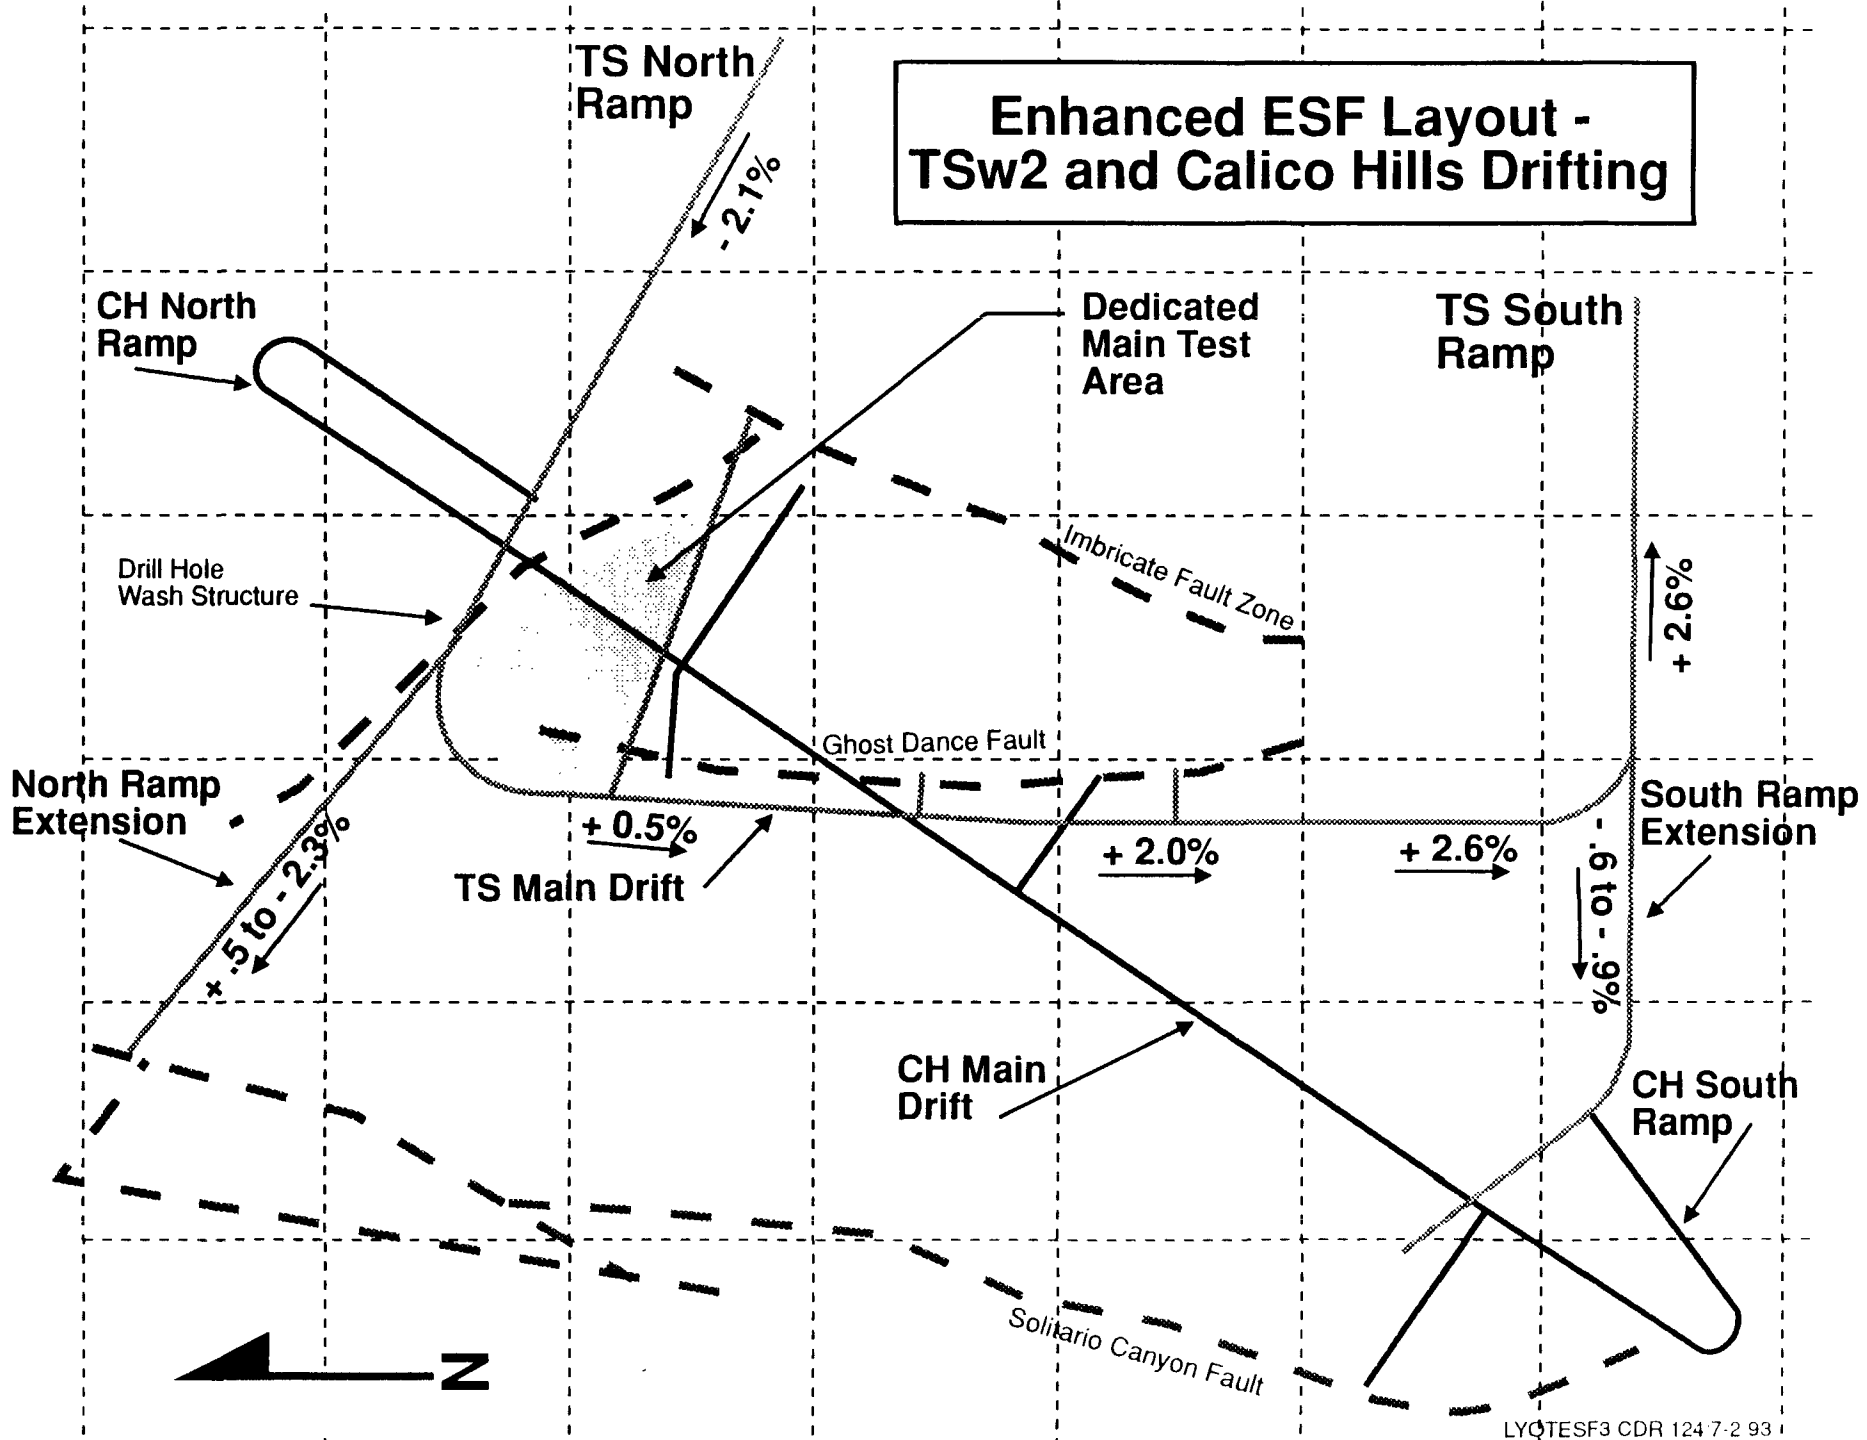 TS North
Ramp
Enhanced ESF Layout -
TSw2 and Calico Hills Drifting
- 2.1%
CH North
Ramp
Dedicated
Main Test
Area
TS South
Ramp
Imbricate Fault Zone
Drill Hole
Wash Structure
+ 2.6%
Ghost Dance Fault
North Ramp
Extension
South Ramp
Extension
+ 0.5%
+ 2.0%
+ 2.6%
TS Main Drift
+ .5 to - 2.3%
- .6 to - .9%
CH Main
Drift
CH South
Ramp
Solitario Canyon Fault
N
LYOTESF3 CDR 124 7-2 93